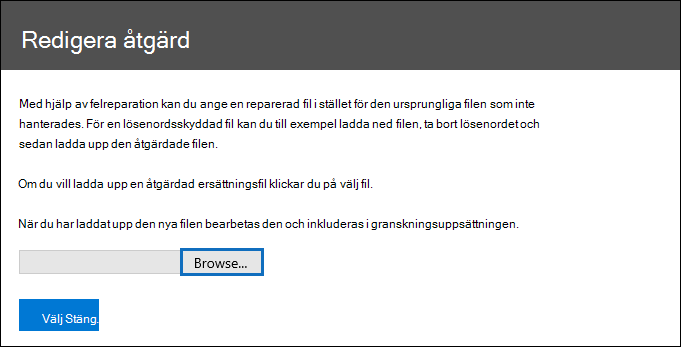 Redigera åtgärd
Med hjälp av felreparation kan du ange en reparerad fil i stället för den ursprungliga filen som inte
hanterades. För en lösenordsskyddad fil kan du till exempel ladda ned filen, ta bort lösenordet och
sedan ladda upp den åtgärdade filen.
Om du vill ladda upp en åtgärdad ersättningsfil klickar du på välj fil.
När du har laddat upp den nya filen bearbetas den och inkluderas i granskningsuppsättningen.
Browse...
Välj Stäng.